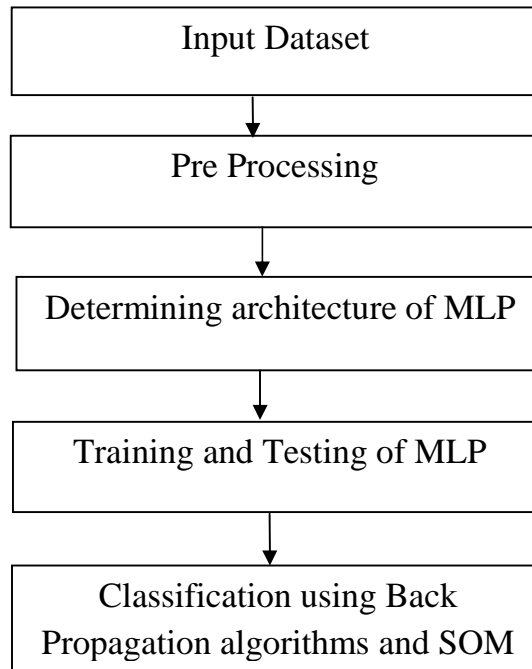 Input Dataset
Pre Processing
Determining architecture of MLP
Training and Testing of MLP
Classification using Back
Propagation algorithms and SOM